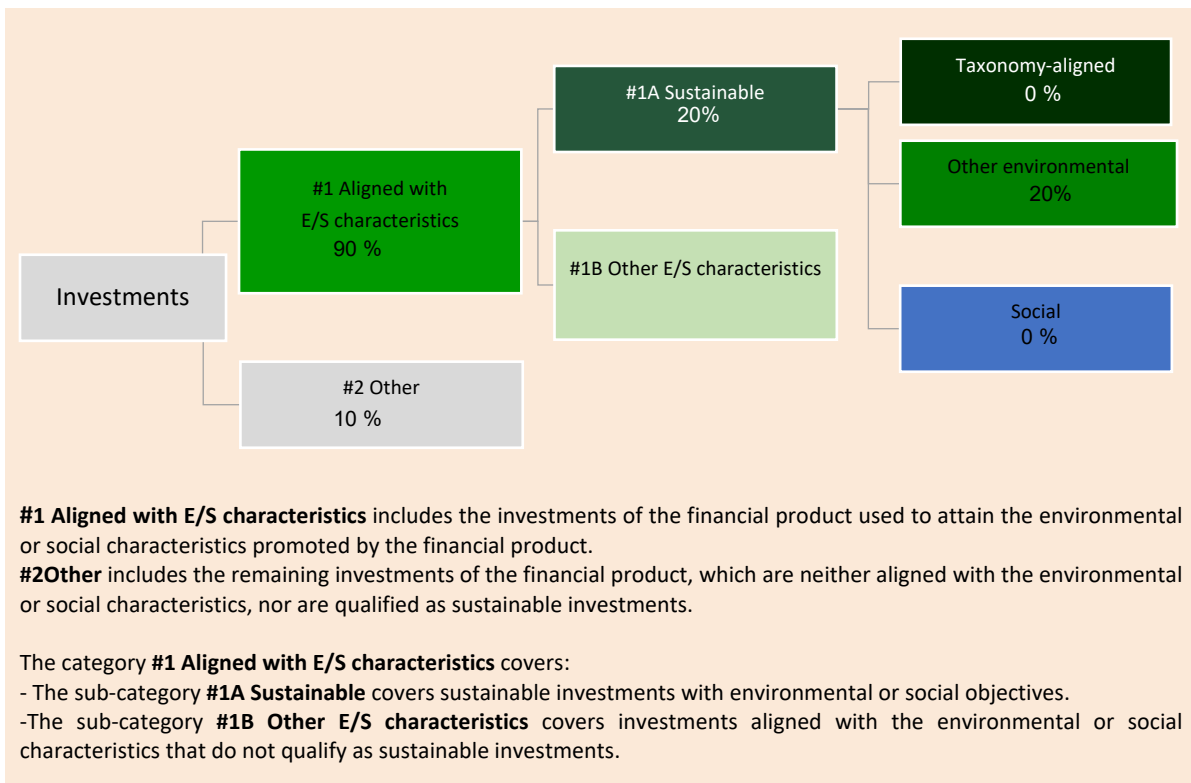 Investments
#1 Aligned with
E/S characteristics
90 %
#2 Other
10 %
#1A Sustainable
20%
#1B Other E/S characteristics
Taxonomy-aligned
0 %
Other environmental
20%
Social
0 %
#1 Aligned with E/S characteristics includes the investments of the financial product used to attain the environmental
or social characteristics promoted by the financial product.
#2Other includes the remaining investments of the financial product, which are neither aligned with the environmental
or social characteristics, nor are qualified as sustainable investments.
The category #1 Aligned with E/S characteristics covers:
- The sub-category #1A Sustainable covers sustainable investments with environmental or social objectives.
-The sub-category #1B Other E/S characteristics covers investments aligned with the environmental or social
characteristics that do not qualify as sustainable investments.